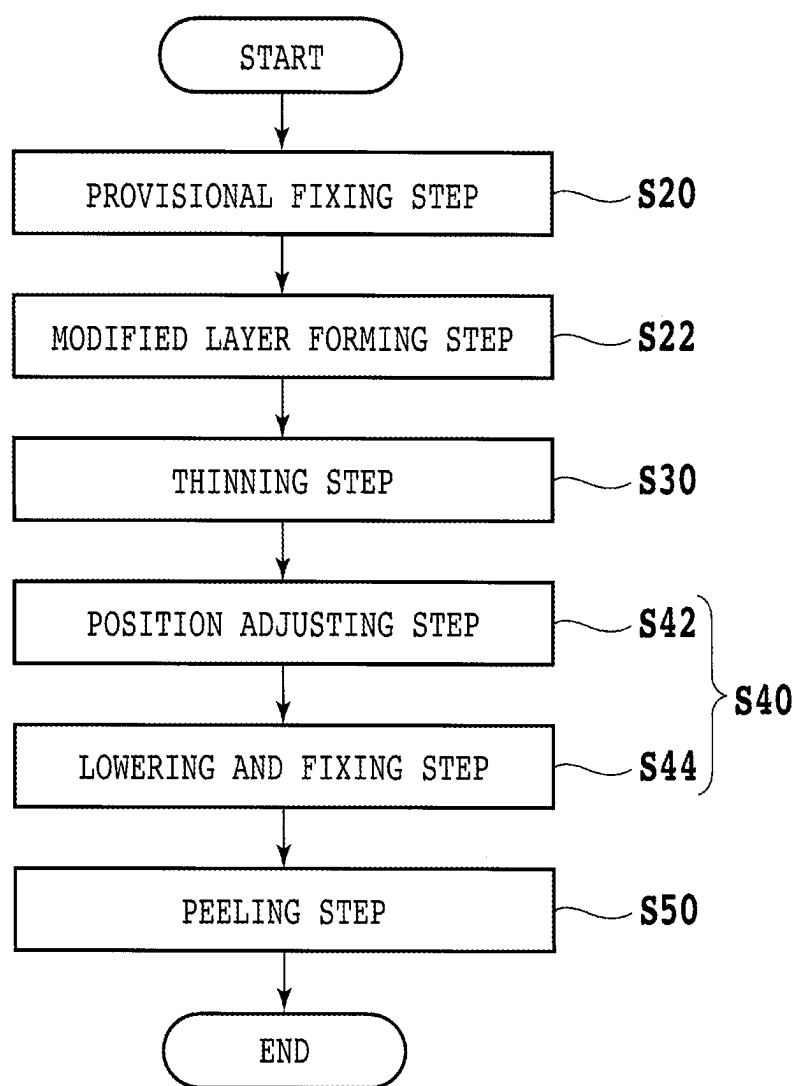 START
PROVISIONAL FIXING STEP S20
MODIFIED LAYER FORMING STEP S22
THINNING STEP S30
POSITION ADJUSTING STEP S42
S40
LOWERING AND FIXING STEP S44
PEELING STEP S50
END